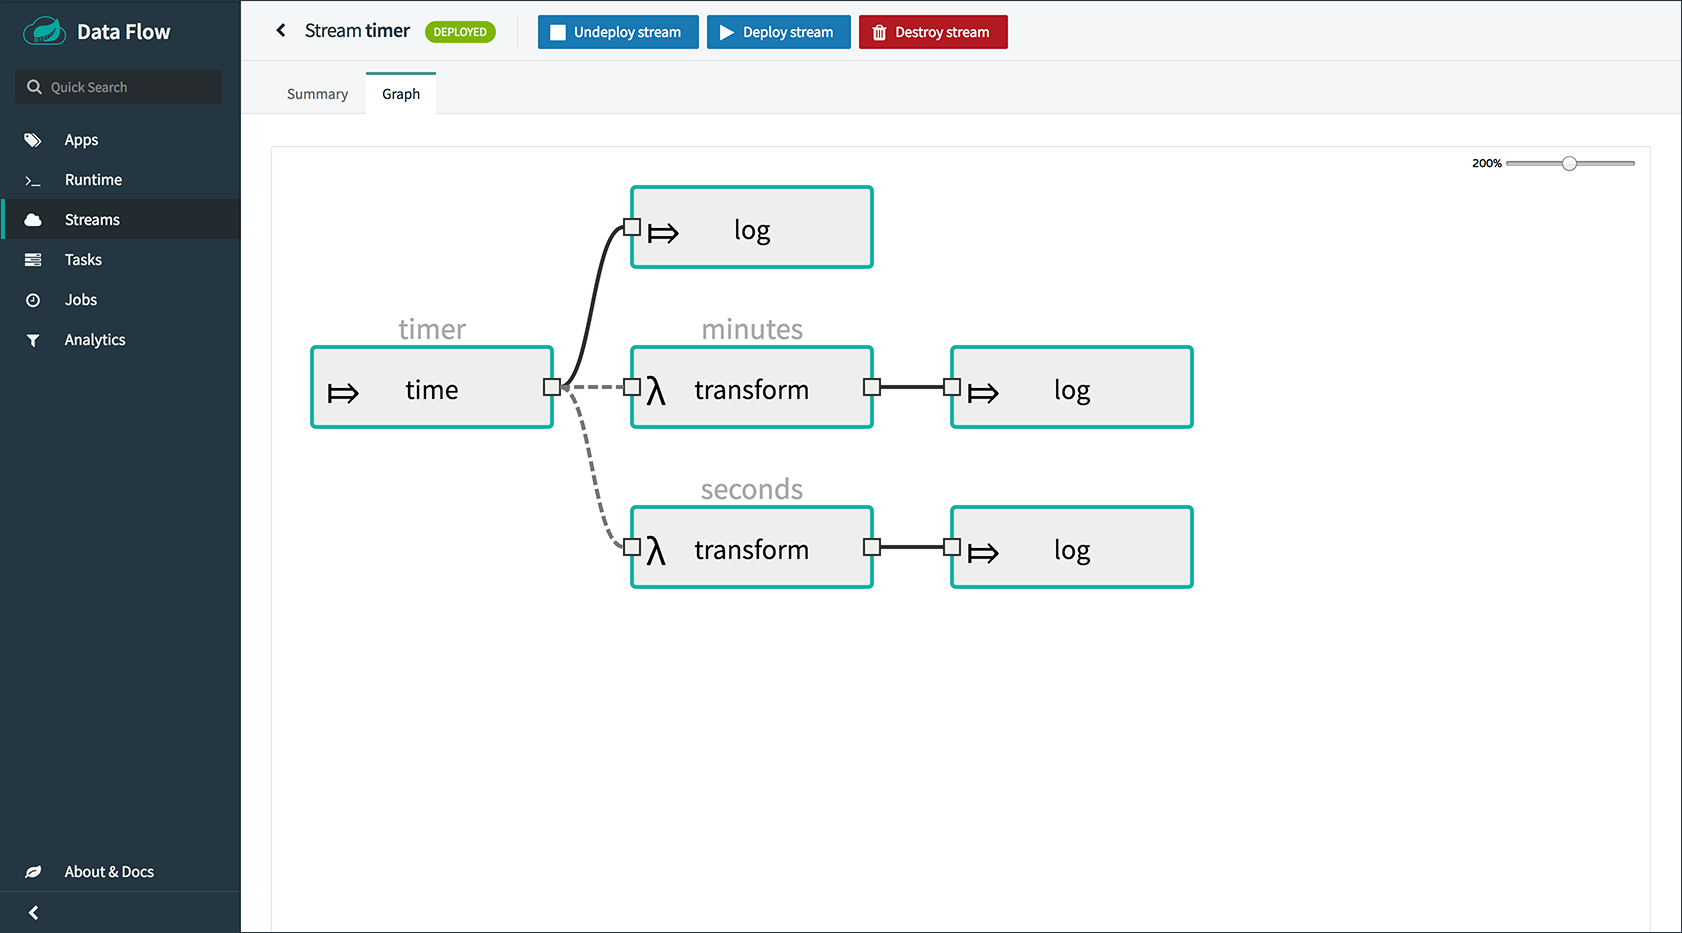 Data Flow
Quick Search
Apps
Runtime
Streams
Tasks
Jobs
Analytics
About & Docs
Stream timer DEPLOYED Undeploy stream Deploy stream Destroy stream
Summary Graph
200%
log
timer minutes
time λ transform log
seconds
λ transform log